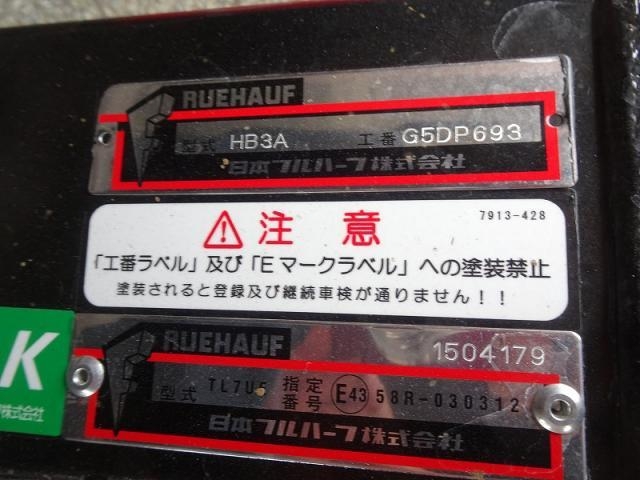 RUEHAUF
型式 HB3A 工番 G5DP693
日本フルハーフ株式会社
7913-428
注意
「工番ラベル」及び「Eマークラベル」への塗装禁止
塗装されると登録及び継続車検が通りません!!
RUEHAUF 1504179
型式 TL7U5 指定番号 E43 58R-030312
日本フルハーフ株式会社
K
株式会社